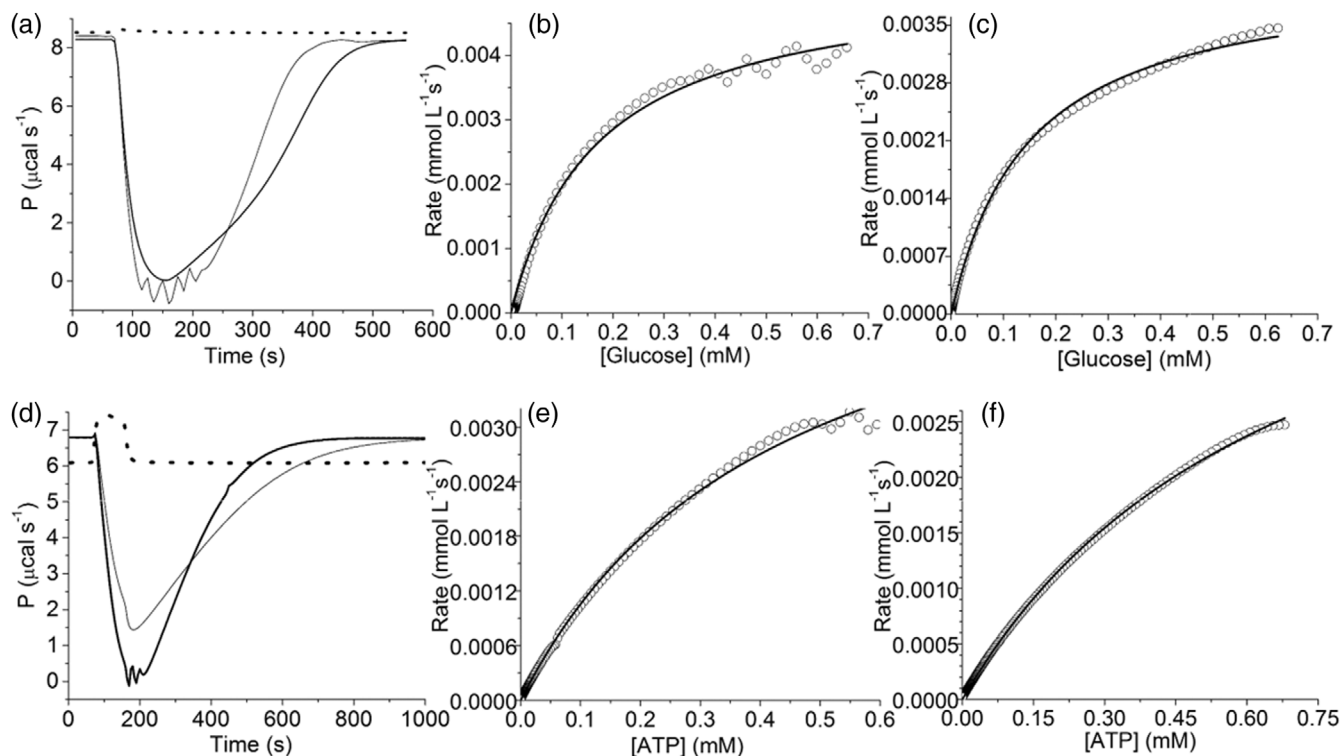 (a)
P (μcal s⁻¹)
8
6
4
2
0
0 100 200 300 400 500 600
Time (s)
(b)
Rate (mmol L⁻¹s⁻¹)
0.004
0.003
0.002
0.001
0.000
0.0 0.1 0.2 0.3 0.4 0.5 0.6 0.7
[Glucose] (mM)
(c)
Rate (mmol L⁻¹s⁻¹)
0.0035
0.0028
0.0021
0.0014
0.0007
0.0000
0.0 0.1 0.2 0.3 0.4 0.5 0.6 0.7
[Glucose] (mM)
(d)
P (μcal s⁻¹)
7
6
5
4
3
2
1
0
0 200 400 600 800 1000
Time (s)
(e)
Rate (mmol L⁻¹s⁻¹)
0.0030
0.0024
0.0018
0.0012
0.0006
0.0000
0.0 0.1 0.2 0.3 0.4 0.5 0.6
[ATP] (mM)
(f)
Rate (mmol L⁻¹s⁻¹)
0.0025
0.0020
0.0015
0.0010
0.0005
0.0000
0.00 0.15 0.30 0.45 0.60 0.75
[ATP] (mM)